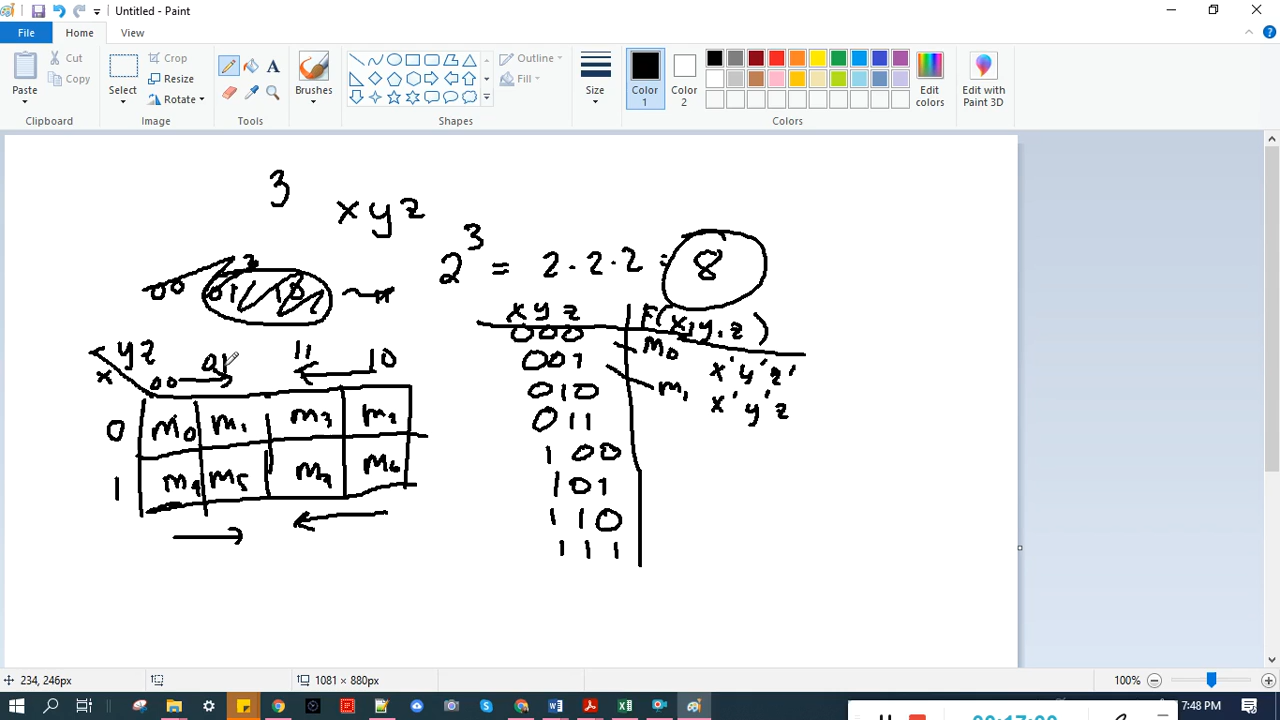 Untitled - Paint
File Home View
Paste
Cut
Copy
Clipboard
Select
Crop
Resize
Rotate
Image
A
Tools
Brushes
Outline
Fill
Shapes
Size
Color 1
Color 2
Edit colors
Colors
Edit with Paint 3D
3
x y z
2³ = 2 . 2 . 2 : 8
00 01 10
x y z F(x,y,z)
000 m0 x'y'z'
001 m1 x'y'z
010
011
100
101
110
111
yz
x
00 01 11 10
0 m0 m1 m3 m2
1 m4 m5 m7 m6
234, 246px
1081 × 880px
100%
7:48 PM
00:17:00